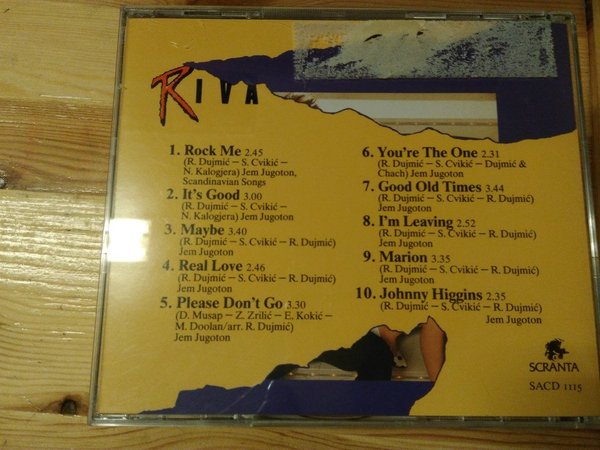 RIVA
1. Rock Me 2.45
(R. Dujmić – S. Cvikić –
N. Kalogjera) Jem Jugoton,
Scandinavian Songs
2. It's Good 3.00
(R. Dujmić – S. Cvikić –
N. Kalogjera) Jem Jugoton
3. Maybe 3.40
(R. Dujmić – S. Cvikić – R. Dujmić)
Jem Jugoton
4. Real Love 2.46
(R. Dujmić – S. Cvikić – R. Dujmić)
Jem Jugoton
5. Please Don't Go 3.30
(D. Musap – Z. Zrilić – E. Kokić –
M. Doolan/arr. R. Dujmić)
Jem Jugoton
6. You're The One 2.31
(R. Dujmić – S. Cvikić – Dujmić &
Chach) Jem Jugoton
7. Good Old Times 3.44
(R. Dujmić – S. Cvikić – R. Dujmić)
Jem Jugoton
8. I'm Leaving 2.52
(R. Dujmić – S. Cvikić – R. Dujmić)
Jem Jugoton
9. Marion 3.35
(R. Dujmić – S. Cvikić – R. Dujmić)
Jem Jugoton
10. Johnny Higgins 2.35
(R. Dujmić – S. Cvikić – R. Dujmić)
Jem Jugoton
SCRANTA
SACD 1115